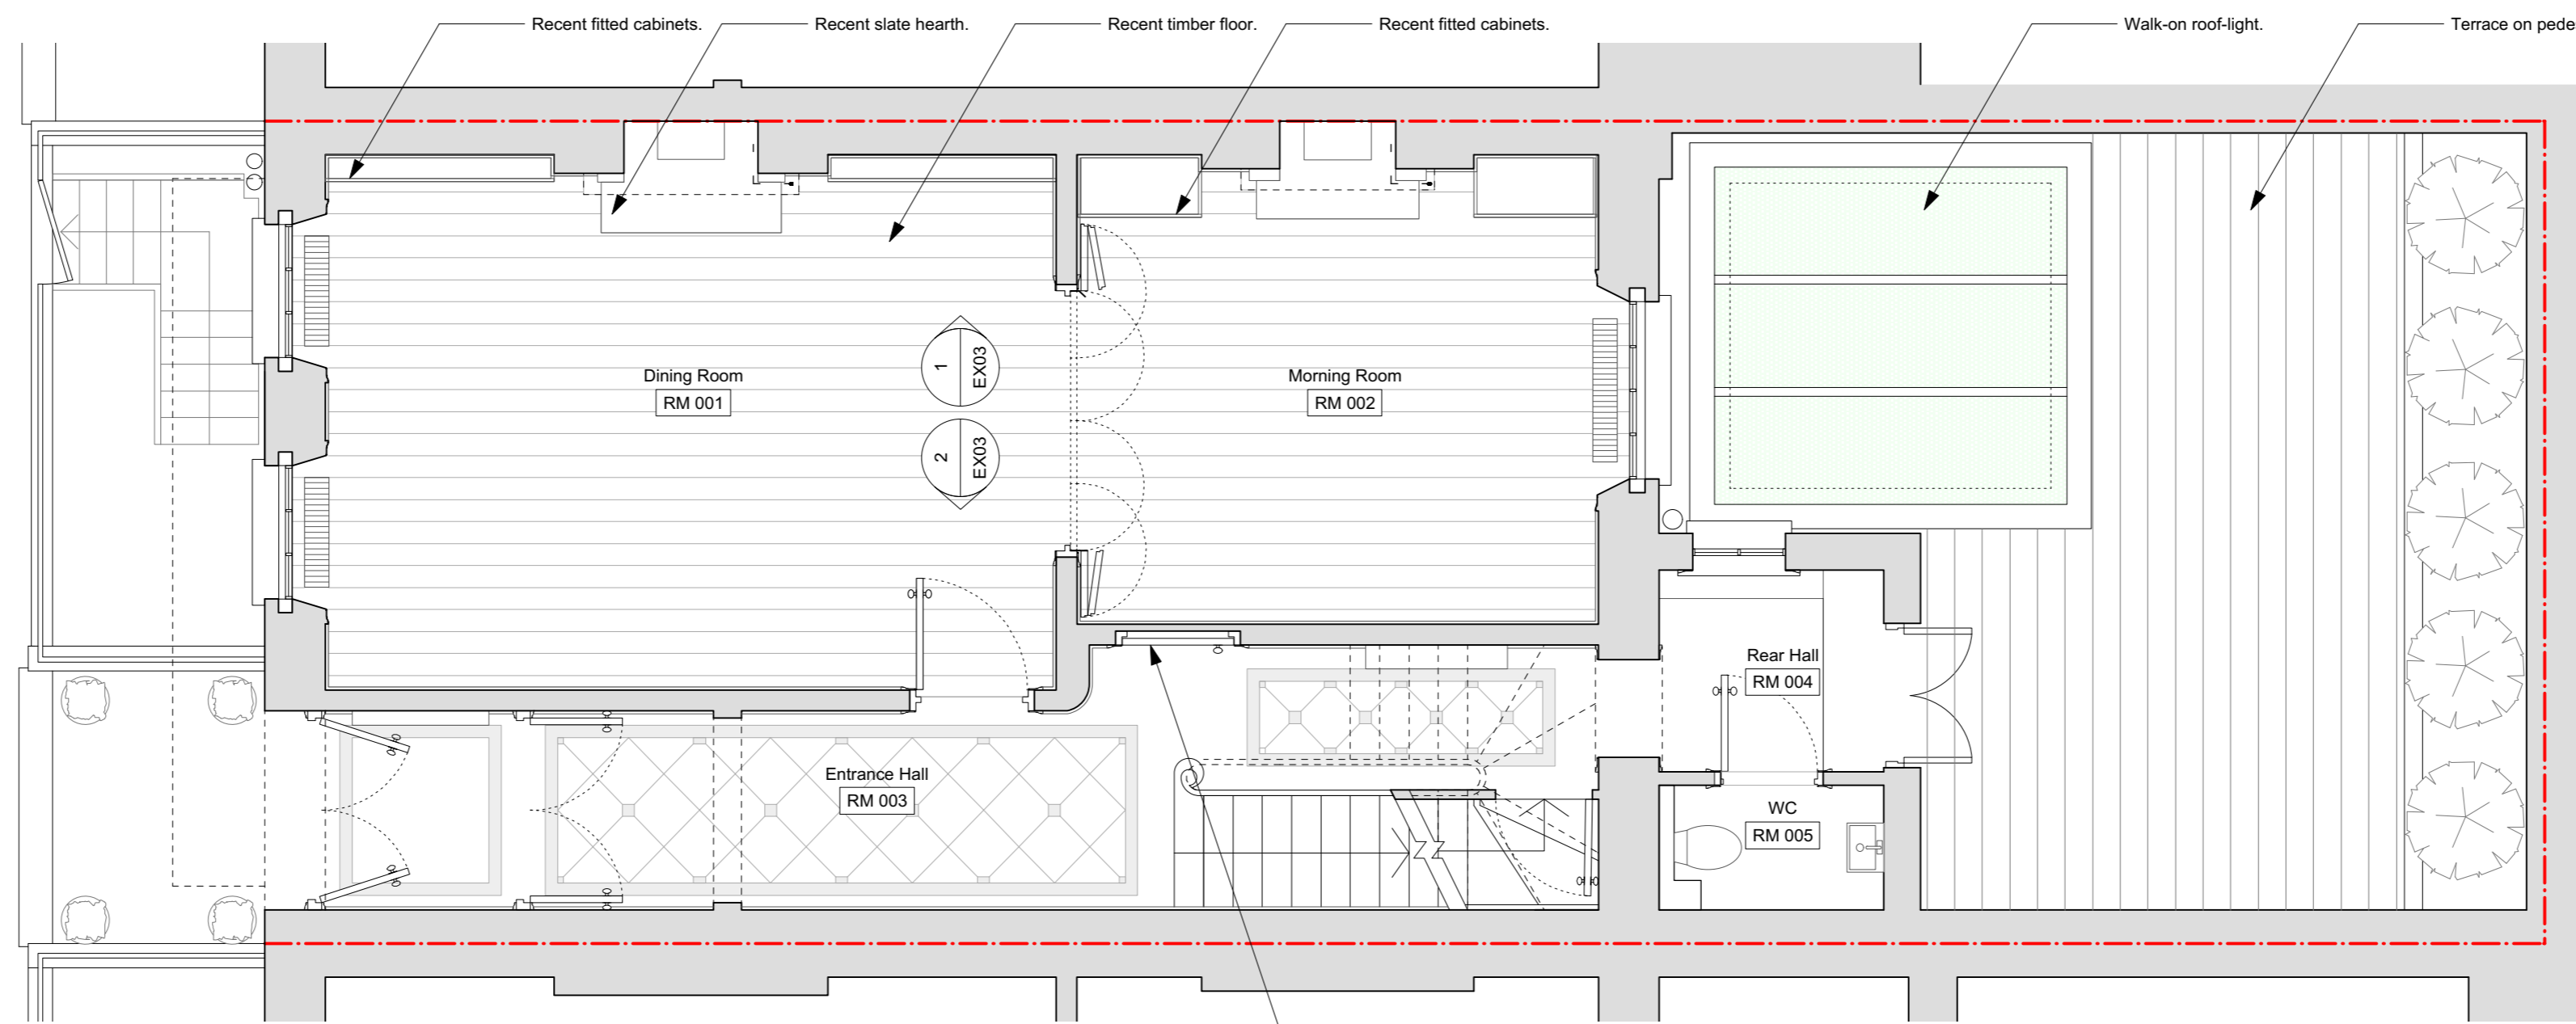 Recent fitted cabinets.
Recent slate hearth.
Recent timber floor.
Recent fitted cabinets.
Walk-on roof-light.
Terrace on pede
1
EX03
Dining Room
RM 001
Morning Room
RM 002
2
EX03
Rear Hall
RM 004
Entrance Hall
RM 003
WC
RM 005